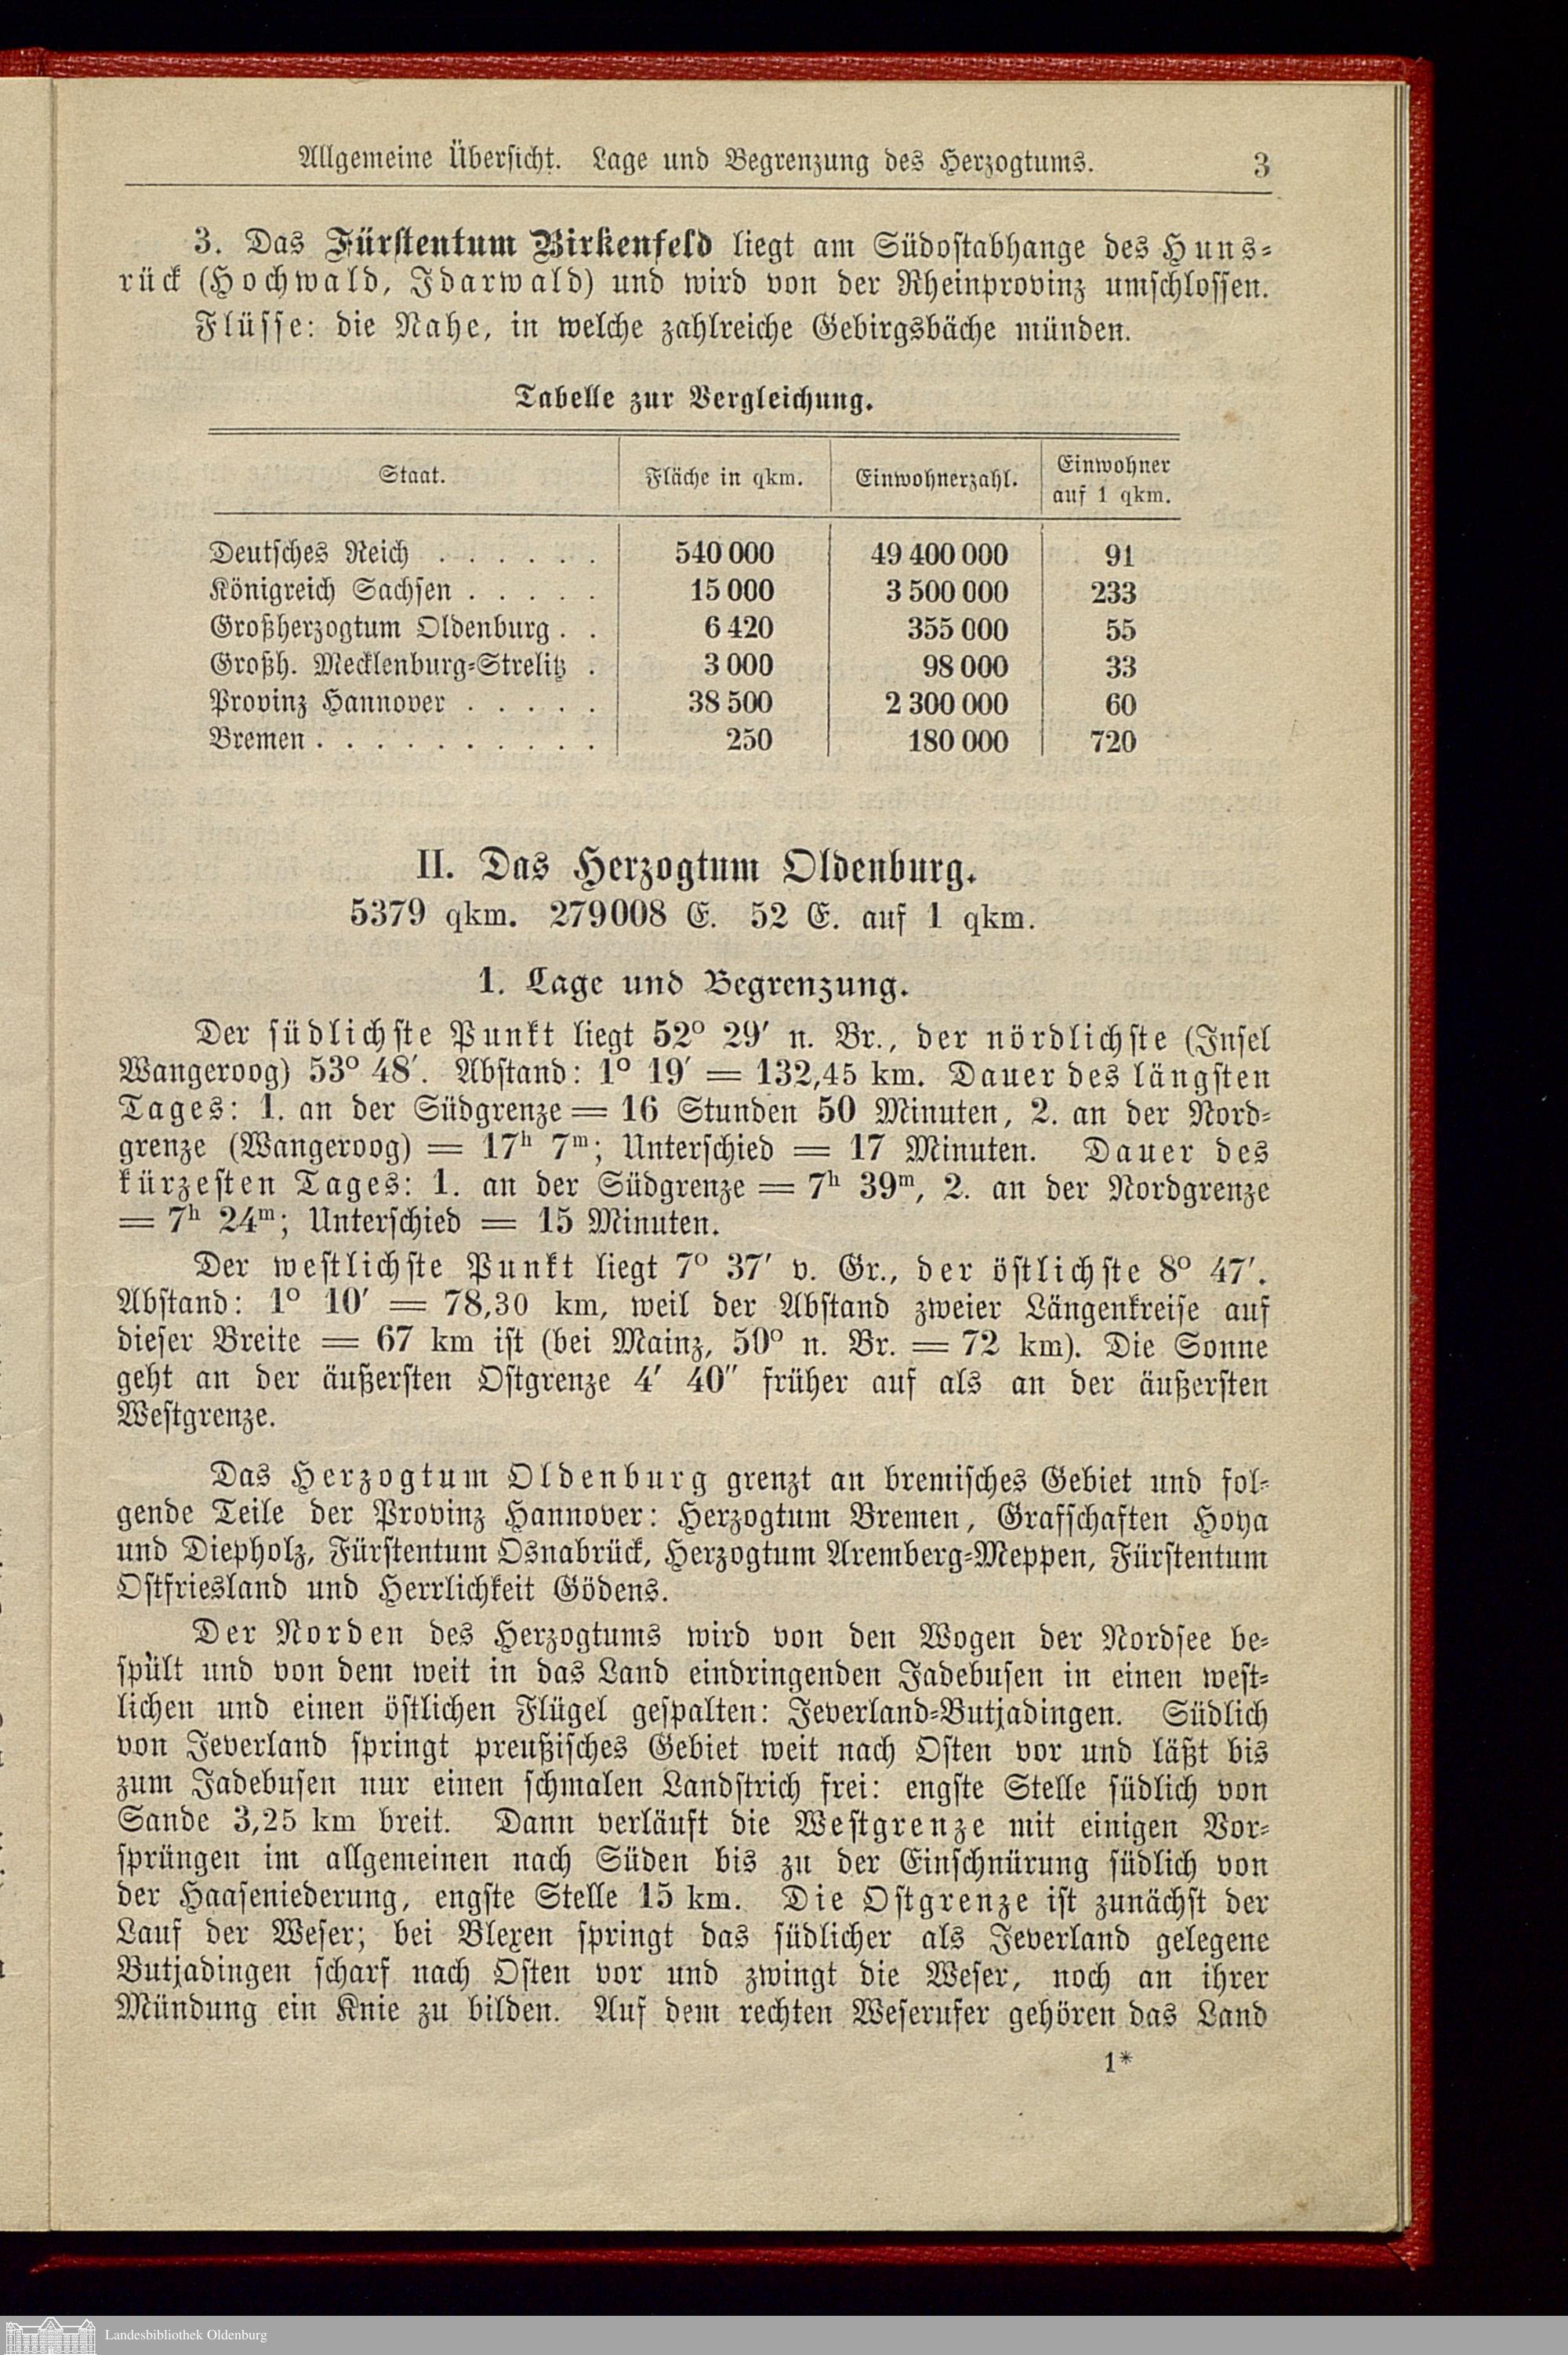 Allgemeine Übersicht. Lage und Begrenzung des Herzogtums. 3
3. Das Fürstentum Birkenfeld liegt am Südostabhange des Huns-
rück (Hochwald, Idarwald) und wird von der Rheinprovinz umschlossen.
Flüsse: die Nahe, in welche zahlreiche Gebirgsbäche münden.
Tabelle zur Vergleichung.
Staat. Fläche in qkm. Einwohnerzahl. Einwohner auf 1 qkm.
Deutsches Reich . . . . . . 540 000 49 400 000 91
Königreich Sachsen . . . . . 15 000 3 500 000 233
Großherzogtum Oldenburg . . 6 420 355 000 55
Großh. Mecklenburg-Strelitz . 3 000 98 000 33
Provinz Hannover . . . . . 38 500 2 300 000 60
Bremen . . . . . . . . . . 250 180 000 720
II. Das Herzogtum Oldenburg.
5379 qkm. 279008 E. 52 E. auf 1 qkm.
1. Lage und Begrenzung.
Der südlichste Punkt liegt 52° 29′ n. Br., der nördlichste (Insel
Wangeroog) 53° 48′. Abstand: 1° 19′ = 132,45 km. Dauer des längsten
Tages: 1. an der Südgrenze = 16 Stunden 50 Minuten, 2. an der Nord-
grenze (Wangeroog) = 17ʰ 7ᵐ; Unterschied = 17 Minuten. Dauer des
kürzesten Tages: 1. an der Südgrenze = 7ʰ 39ᵐ, 2. an der Nordgrenze
= 7ʰ 24ᵐ; Unterschied = 15 Minuten.
Der westlichste Punkt liegt 7° 37′ v. Gr., der östlichste 8° 47′.
Abstand: 1° 10′ = 78,30 km, weil der Abstand zweier Längenkreise auf
dieser Breite = 67 km ist (bei Mainz, 50° n. Br. = 72 km). Die Sonne
geht an der äußersten Ostgrenze 4′ 40″ früher auf als an der äußersten
Westgrenze.
Das Herzogtum Oldenburg grenzt an bremisches Gebiet und fol-
gende Teile der Provinz Hannover: Herzogtum Bremen, Grafschaften Hoya
und Diepholz, Fürstentum Osnabrück, Herzogtum Aremberg-Meppen, Fürstentum
Ostfriesland und Herrlichkeit Gödens.
Der Norden des Herzogtums wird von den Wogen der Nordsee be-
spült und von dem weit in das Land eindringenden Jadebusen in einen west-
lichen und einen östlichen Flügel gespalten: Jeverland-Butjadingen. Südlich
von Jeverland springt preußisches Gebiet weit nach Osten vor und läßt bis
zum Jadebusen nur einen schmalen Landstrich frei: engste Stelle südlich von
Sande 3,25 km breit. Dann verläuft die Westgrenze mit einigen Vor-
sprüngen im allgemeinen nach Süden bis zu der Einschnürung südlich von
der Haaseniederung, engste Stelle 15 km. Die Ostgrenze ist zunächst der
Lauf der Weser; bei Blexen springt das südlicher als Jeverland gelegene
Butjadingen scharf nach Osten vor und zwingt die Weser, noch an ihrer
Mündung ein Knie zu bilden. Auf dem rechten Weserufer gehören das Land
1*
Landesbibliothek Oldenburg